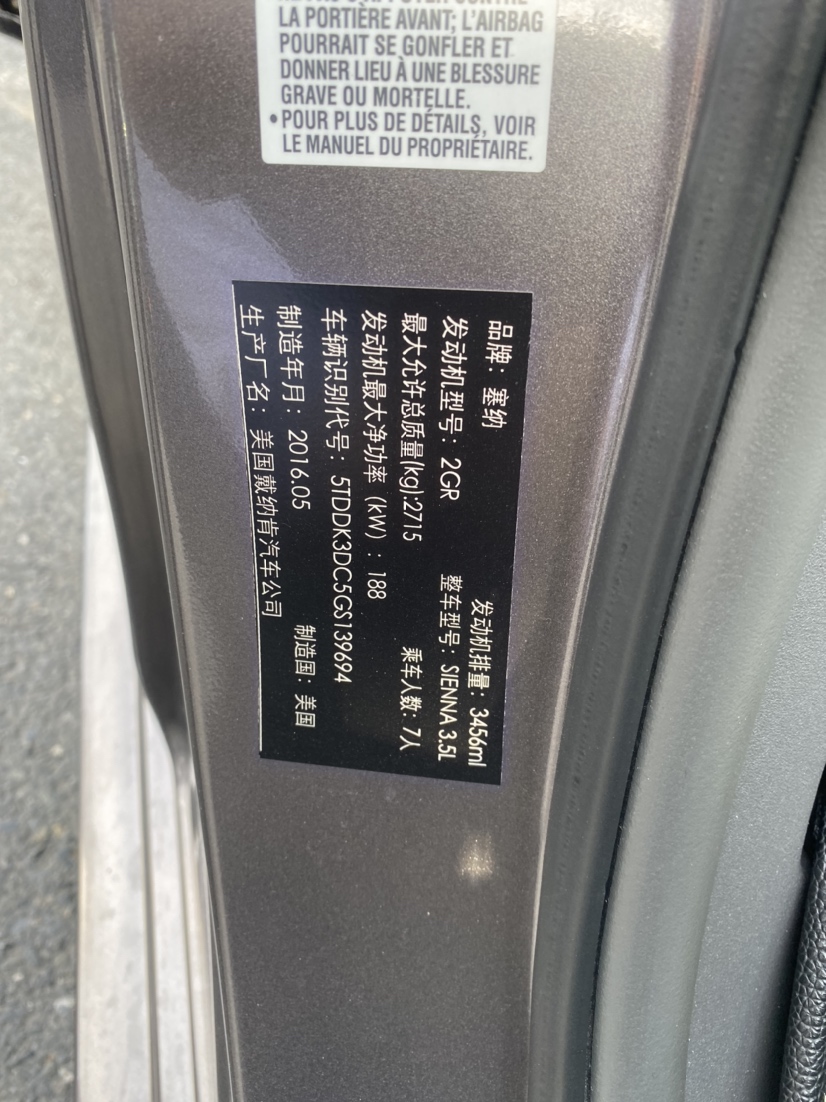 LA PORTIÈRE AVANT; L'AIRBAG
POURRAIT SE GONFLER ET
DONNER LIEU À UNE BLESSURE
GRAVE OU MORTELLE.
•POUR PLUS DE DÉTAILS, VOIR
LE MANUEL DU PROPRIÉTAIRE.
品牌：塞纳 发动机排量：3456ml
发动机型号：2GR 整车型号：SIENNA 3.5L
最大允许总质量(kg):2715 乘车人数：7人
发动机最大净功率（kW）：188
车辆识别代号：5TDDK3DC5GS139694
制造年月：2016.05 制造国：美国
生产厂名：美国戴纳肯汽车公司